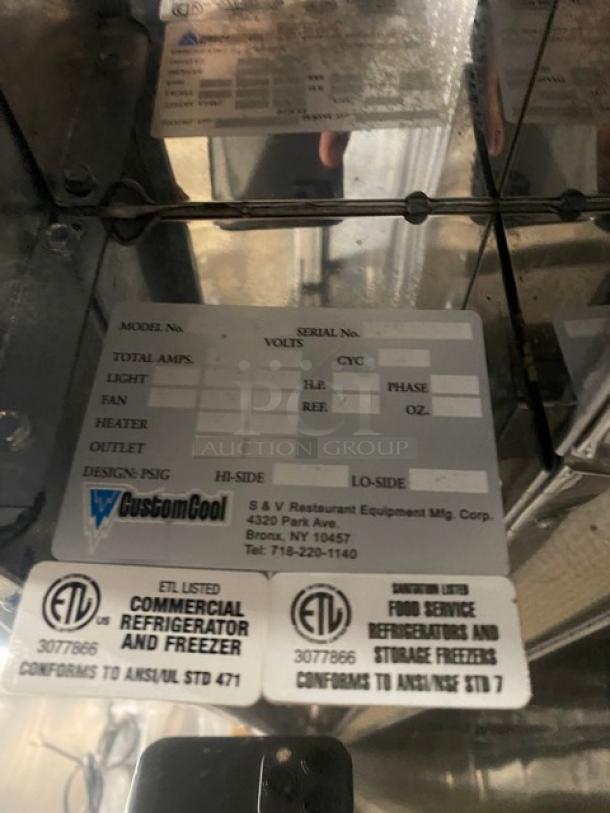 MODEL No.
SERIAL No.
VOLTS
TOTAL AMPS.
CYC
LIGHT
H.P.
PHASE
FAN
REF.
OZ.
HEATER
OUTLET
DESIGN: PSIG
HI-SIDE
LO-SIDE
PCI
AUCTION GROUP
CustomCool
S & V Restaurant Equipment Mfg. Corp.
4320 Park Ave.
Bronx, NY 10457
Tel: 718-220-1140
ETL
US
3077866
ETL LISTED
COMMERCIAL
REFRIGERATOR
AND FREEZER
CONFORMS TO ANSI/UL STD 471
ETL
3077866
SANITATION LISTED
FOOD SERVICE
REFRIGERATORS AND
STORAGE FREEZERS
CONFORMS TO ANSI/NSF STD 7